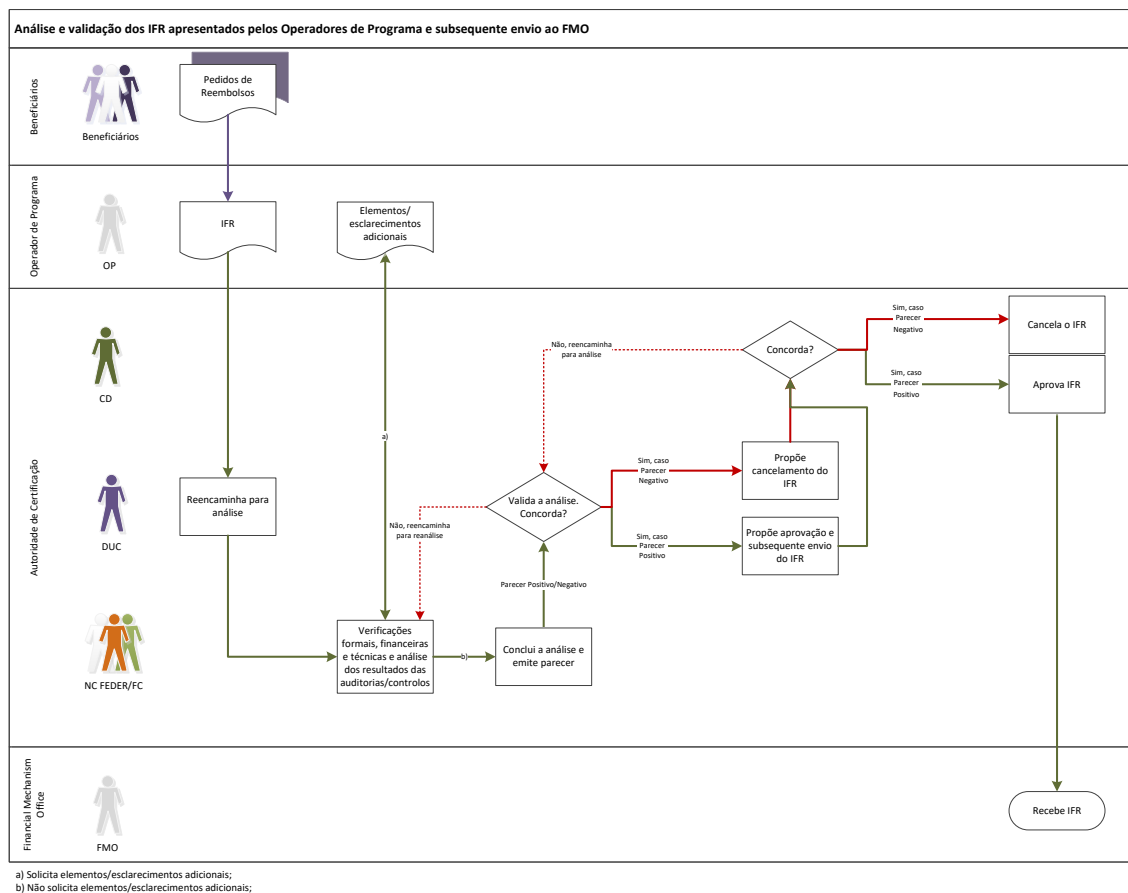 Análise e validação dos IFR apresentados pelos Operadores de Programa e subsequente envio ao FMO
Beneficiários
Beneficiários
Pedidos de
Reembolsos
Operador de Programa
OP
IFR
Elementos/
esclarecimentos
adicionais
Autoridade de Certificação
CD
Não, reencaminha
para análise
Concorda?
Sim, caso
Parecer
Negativo
Cancela o IFR
Sim, caso
Parecer
Positivo
Aprova IFR
a)
DUC
Reencaminha para
análise
Não, reencaminha
para reanálise
Valida a análise.
Concorda?
Sim, caso
Parecer
Negativo
Propõe
cancelamento do
IFR
Sim, caso
Parecer
Positivo
Propõe aprovação e
subsequente envio
do IFR
Parecer Positivo/Negativo
NC FEDER/FC
Verificações
formais, financeiras
e técnicas e análise
dos resultados das
auditorias/controlos
b)
Conclui a análise e
emite parecer
Financial Mechanism
Office
FMO
Recebe IFR
a) Solicita elementos/esclarecimentos adicionais;
b) Não solicita elementos/esclarecimentos adicionais;